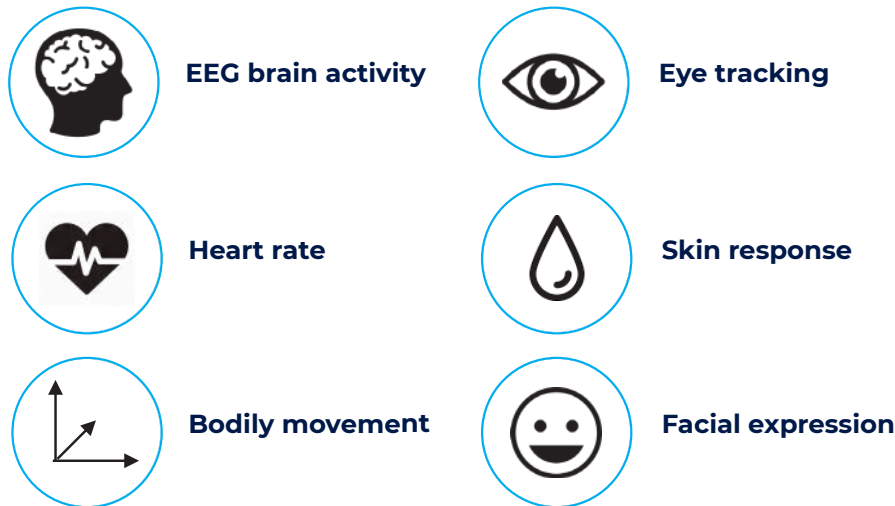 EEG brain activity
Eye tracking
Heart rate
Skin response
Bodily movement
Facial expression